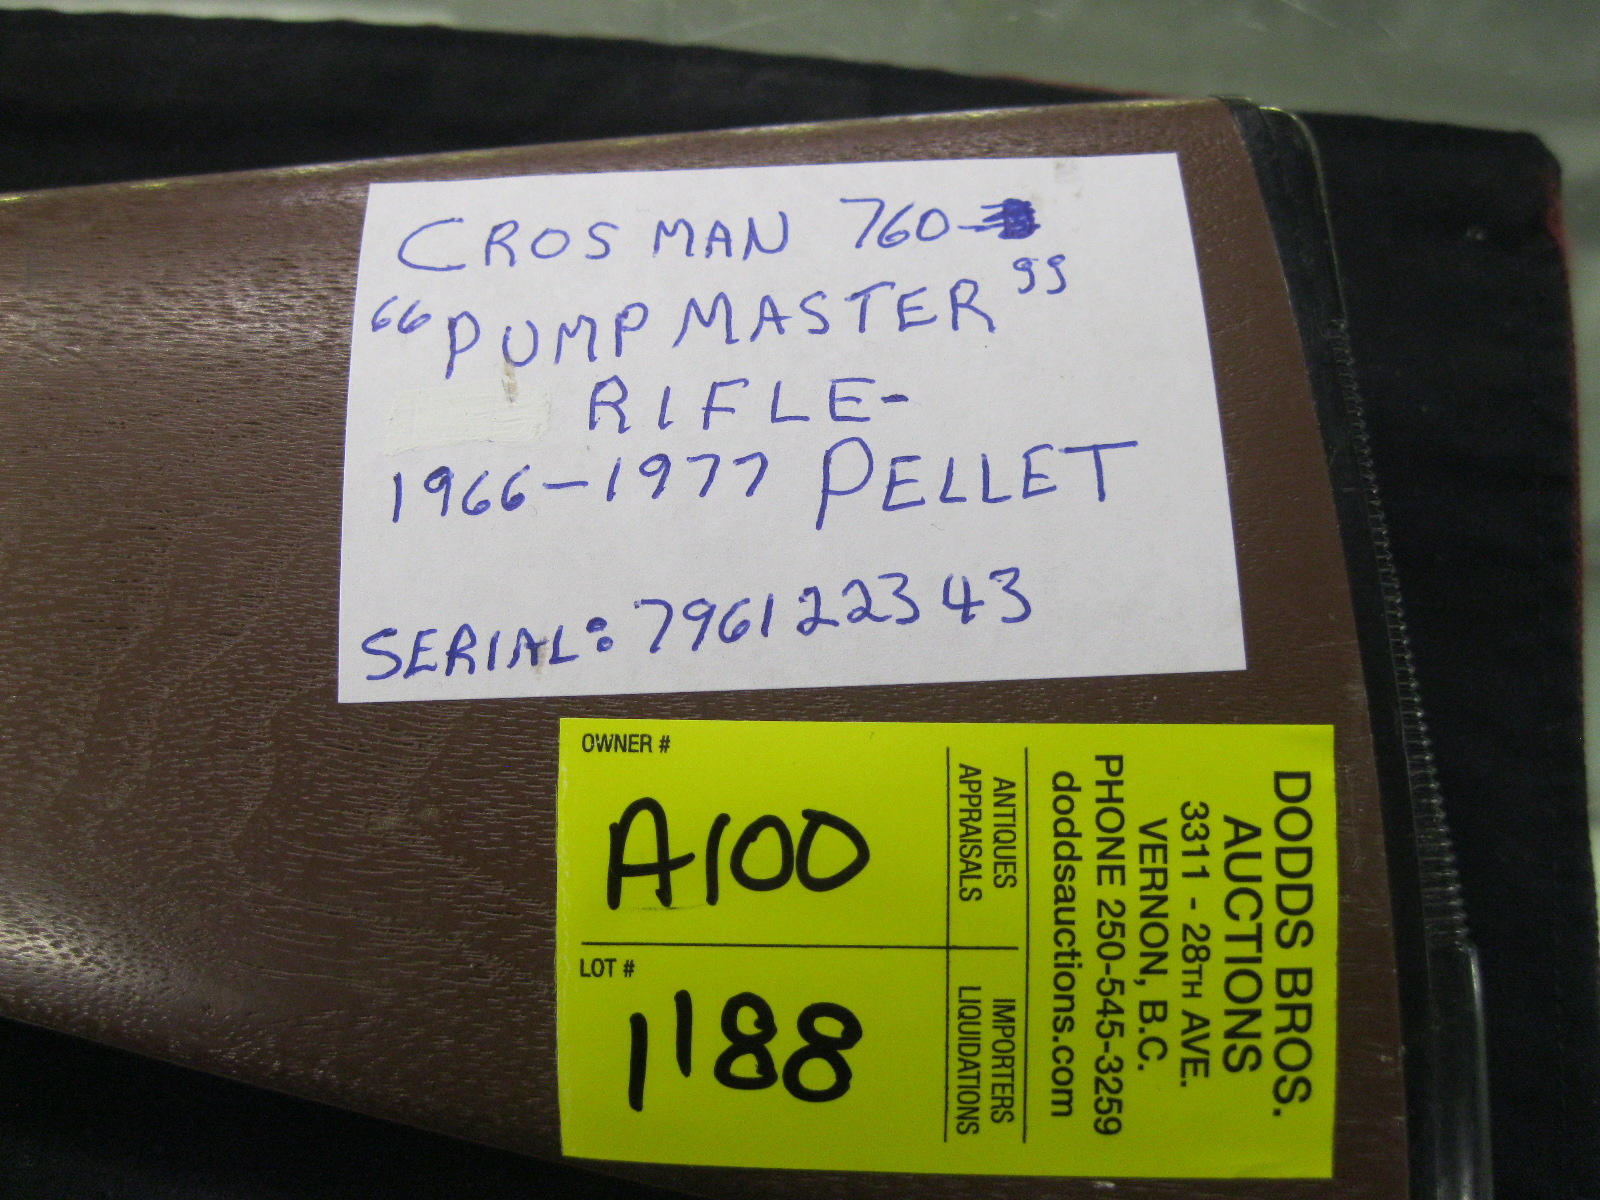 CROSMAN 760-
"PUMPMASTER"
RIFLE-
1966-1977 PELLET
SERIAL: 796122343
OWNER #
A100
LOT #
1188
ANTIQUES
APPRAISALS
IMPORTERS
LIQUIDATIONS
DODDS BROS.
AUCTIONS
3311 - 28TH AVE.
VERNON, B.C.
PHONE 250-545-3259
doddsauctions.com